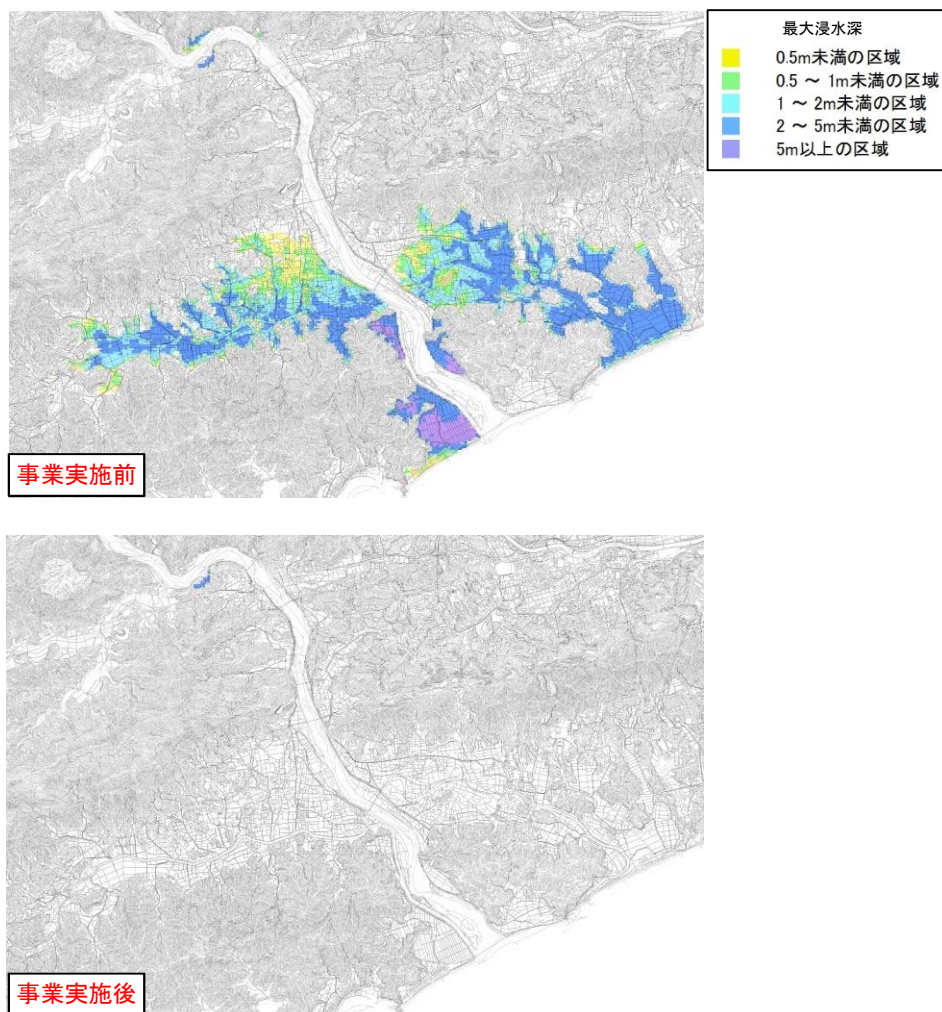 最大浸水深
0.5m未満の区域
0.5 ～ 1m未満の区域
1 ～ 2m未満の区域
2 ～ 5m未満の区域
5m以上の区域
事業実施前
事業実施後